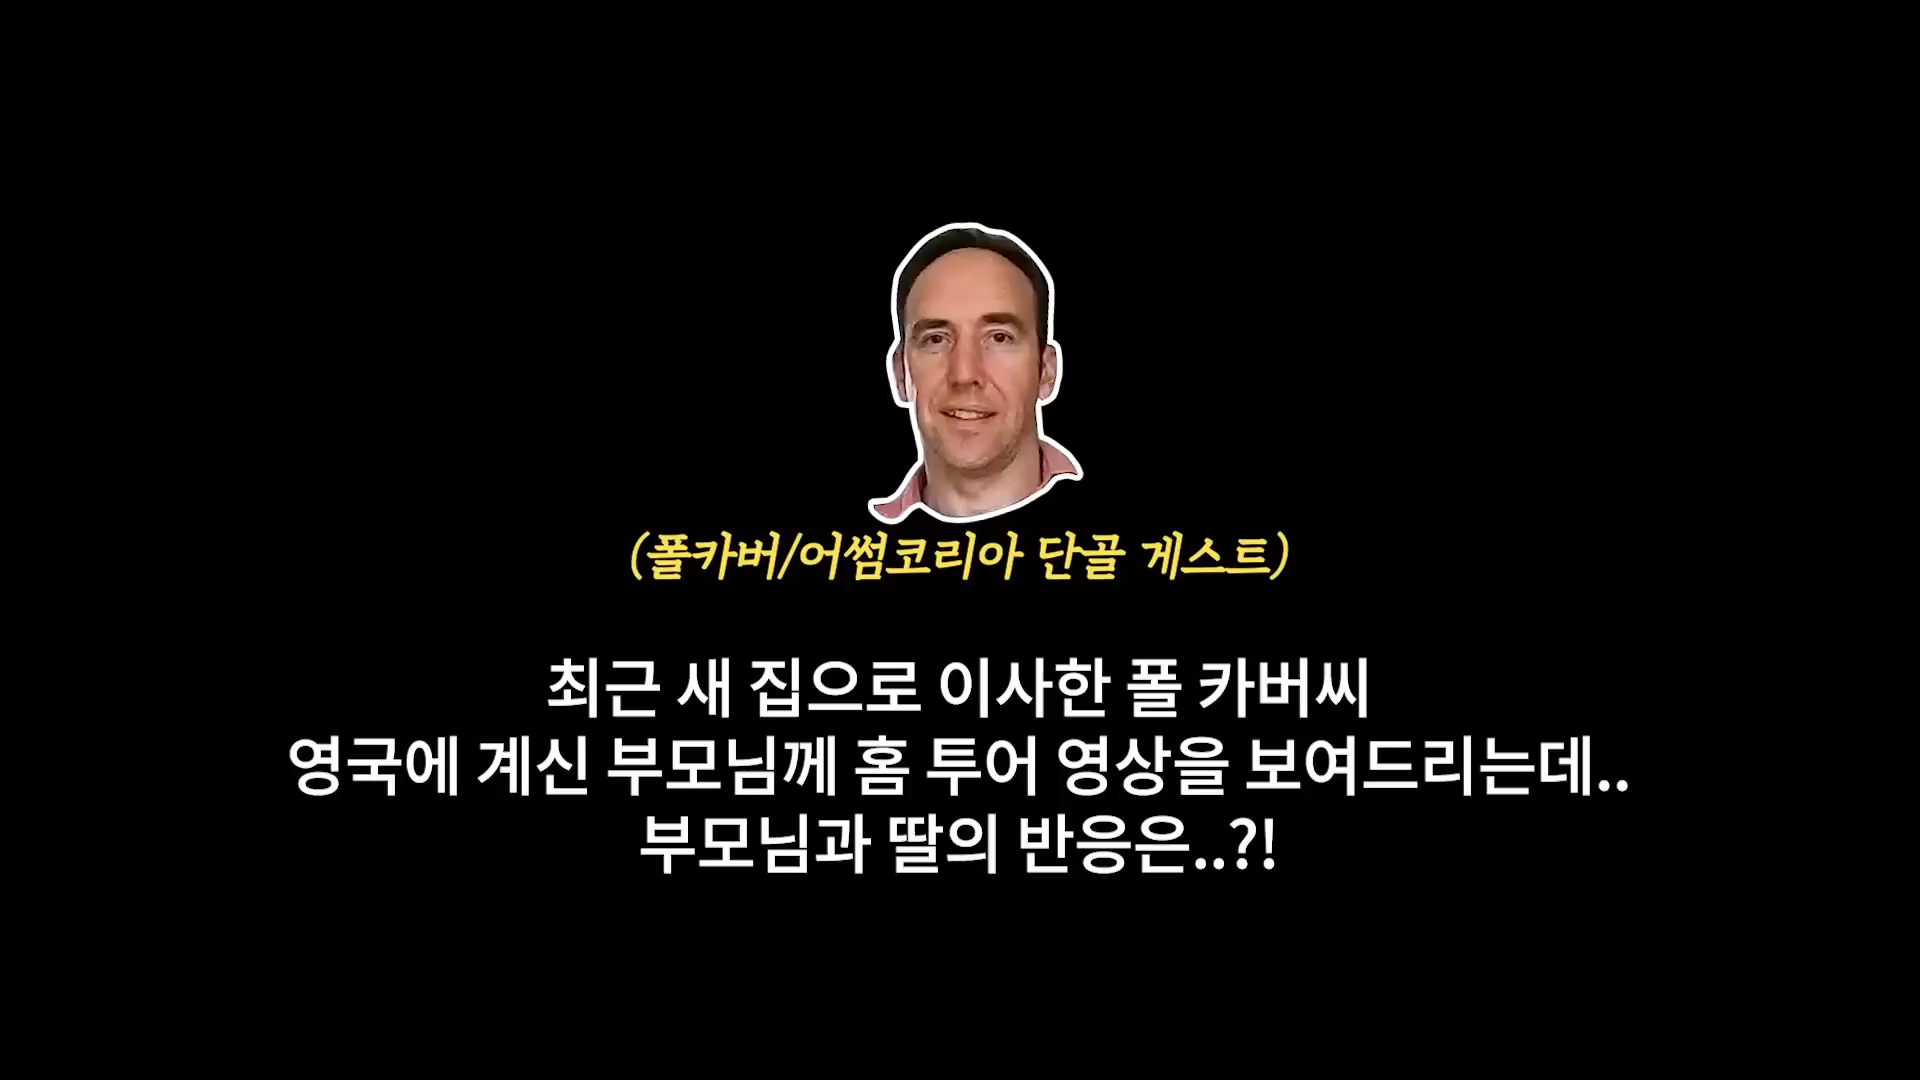 (폴카버/어썸코리아 단골 게스트)
최근 새 집으로 이사한 폴 카버씨
영국에 계신 부모님께 홈 투어 영상을 보여드리는데..
부모님과 딸의 반응은..?!